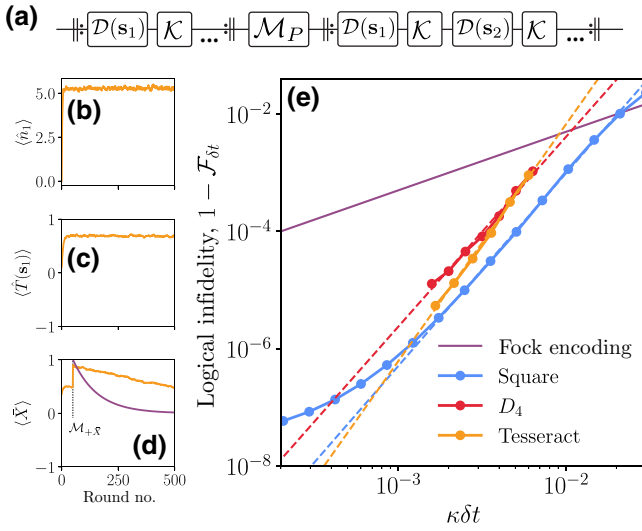 (a) 𝒟(s₁) 𝒦 ... ℳ_P 𝒟(s₁) 𝒦 𝒟(s₂) 𝒦 ...
(b)
⟨n̂₁⟩
5.0
2.5
0.0
(c)
⟨T̂(s₁)⟩
1
0
−1
(d)
⟨X̄⟩
1
0
−1
ℳ₊X̄
0 250 500
Round no.
(e)
Logical infidelity, 1 − ℱ_δt
10⁻²
10⁻⁴
10⁻⁶
10⁻⁸
Fock encoding
Square
D₄
Tesseract
10⁻³ 10⁻²
κδt